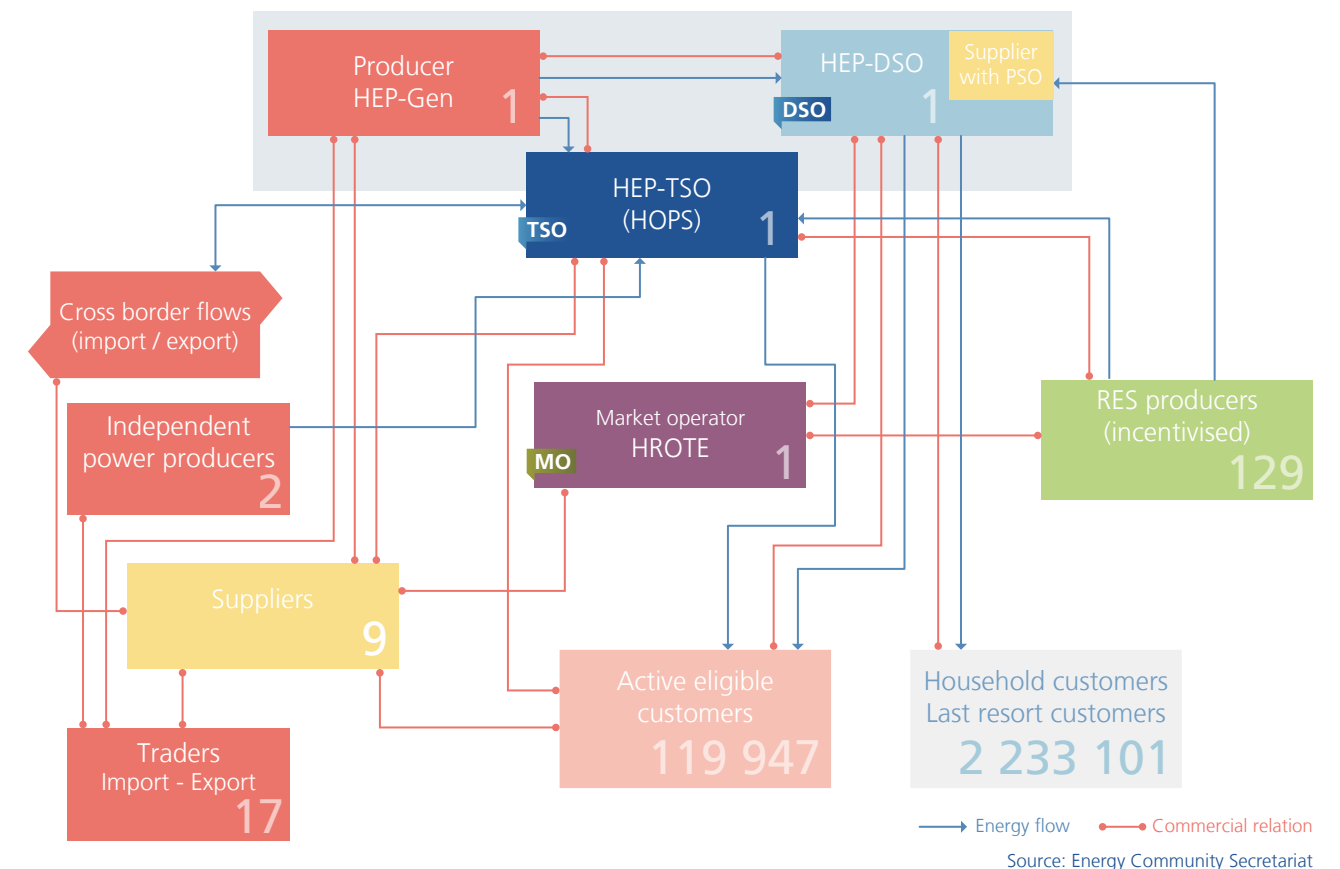 Producer
HEP-Gen
1
HEP-DSO
1
DSO
Supplier
with PSO
HEP-TSO
(HOPS)
1
TSO
Cross border flows
(import / export)
Independent
power producers
2
Market operator
HROTE
1
MO
RES producers
(incentivised)
129
Suppliers
9
Active eligible
customers
119 947
Household customers
Last resort customers
2 233 101
Traders
Import - Export
17
Energy flow
Commercial relation
Source: Energy Community Secretariat